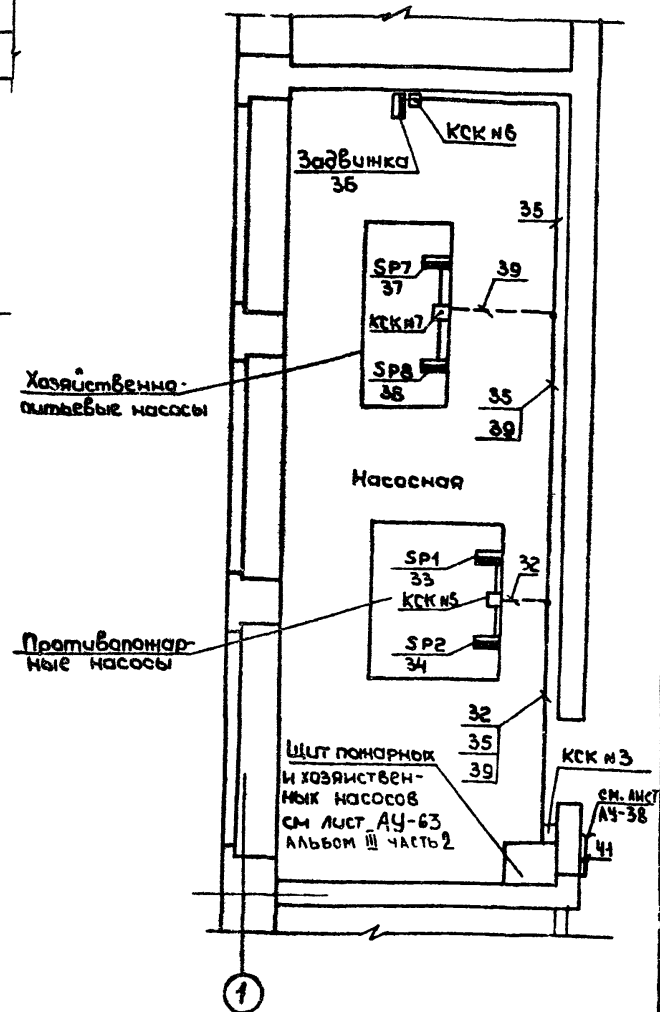 КСК №6
Задвижка
36
35
SP7
37
39
КСК №7
SP8
38
Хозяйственно-
питьевые насосы
35
39
Насосная
SP1
33
32
КСК №5
SP2
34
Противопожар-
ные насосы
32
35
39
Щит пожарных
и хозяйствен-
ных насосов
см лист АУ-63
альбом III часть 2
КСК №3
см. лист
АУ-38
41
1